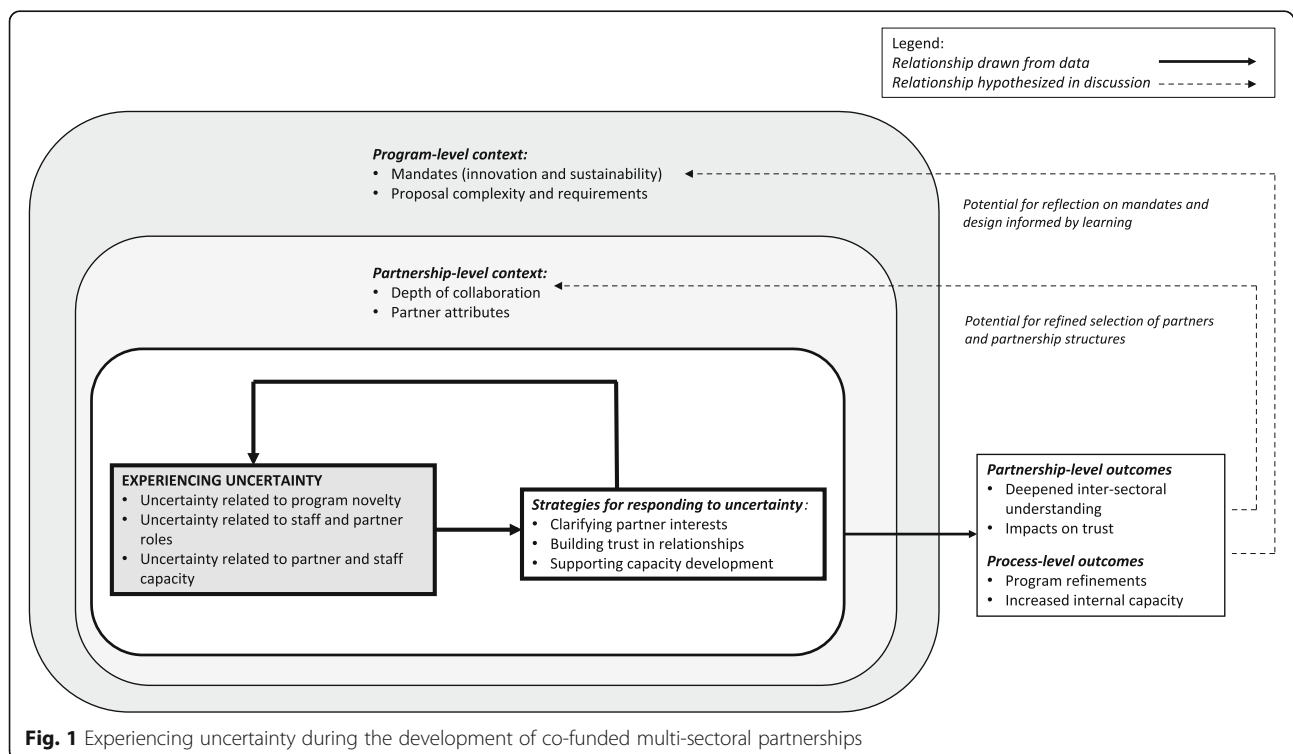 Legend:
Relationship drawn from data
Relationship hypothesized in discussion
Program-level context:
• Mandates (innovation and sustainability)
• Proposal complexity and requirements
Potential for reflection on mandates and
design informed by learning
Partnership-level context:
• Depth of collaboration
• Partner attributes
Potential for refined selection of partners
and partnership structures
EXPERIENCING UNCERTAINTY
• Uncertainty related to program novelty
• Uncertainty related to staff and partner
roles
• Uncertainty related to partner and staff
capacity
Strategies for responding to uncertainty:
• Clarifying partner interests
• Building trust in relationships
• Supporting capacity development
Partnership-level outcomes
• Deepened inter-sectoral
understanding
• Impacts on trust
Process-level outcomes
• Program refinements
• Increased internal capacity
Fig. 1 Experiencing uncertainty during the development of co-funded multi-sectoral partnerships